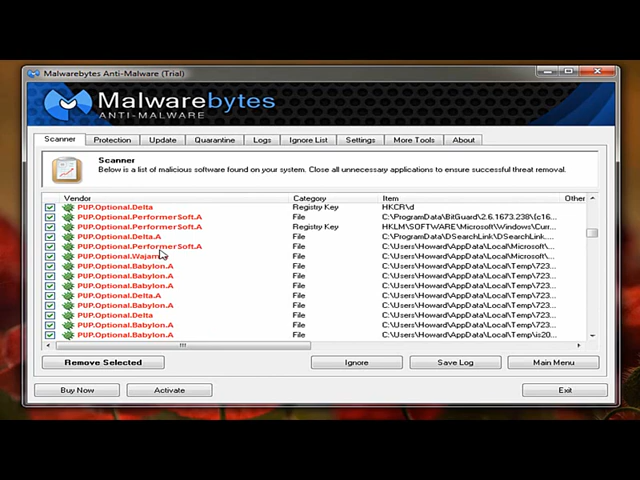 Malwarebytes Anti-Malware (Trial)
Malwarebytes
ANTI-MALWARE
Scanner Protection Update Quarantine Logs Ignore List Settings More Tools About
Scanner
Below is a list of malicious software found on your system. Close all unnecessary applications to ensure successful threat removal.
Vendor Category Item Other
PUP.Optional.Delta Registry Key HKCR\d
PUP.Optional.PerformerSoft.A File C:\ProgramData\BitGuard\2.6.1673.238\{c16...
PUP.Optional.PerformerSoft.A Registry Key HKLM\SOFTWARE\Microsoft\Windows\Curr...
PUP.Optional.Delta.A File C:\ProgramData\DSearchLink\DSearchLin...
PUP.Optional.PerformerSoft.A File C:\Users\Howard\AppData\Local\Microsoft\...
PUP.Optional.Wajam File C:\Users\Howard\AppData\Local\Microsoft\...
PUP.Optional.Babylon.A File C:\Users\Howard\AppData\Local\Temp\723...
PUP.Optional.Babylon.A File C:\Users\Howard\AppData\Local\Temp\723...
PUP.Optional.Babylon.A File C:\Users\Howard\AppData\Local\Temp\723...
PUP.Optional.Delta.A File C:\Users\Howard\AppData\Local\Temp\723...
PUP.Optional.Babylon.A File C:\Users\Howard\AppData\Local\Temp\723...
PUP.Optional.Delta File C:\Users\Howard\AppData\Local\Temp\723...
PUP.Optional.Babylon.A File C:\Users\Howard\AppData\Local\Temp\723...
PUP.Optional.Babylon.A File C:\Users\Howard\AppData\Local\Temp\is20...
Remove Selected Ignore Save Log Main Menu
Buy Now Activate Exit